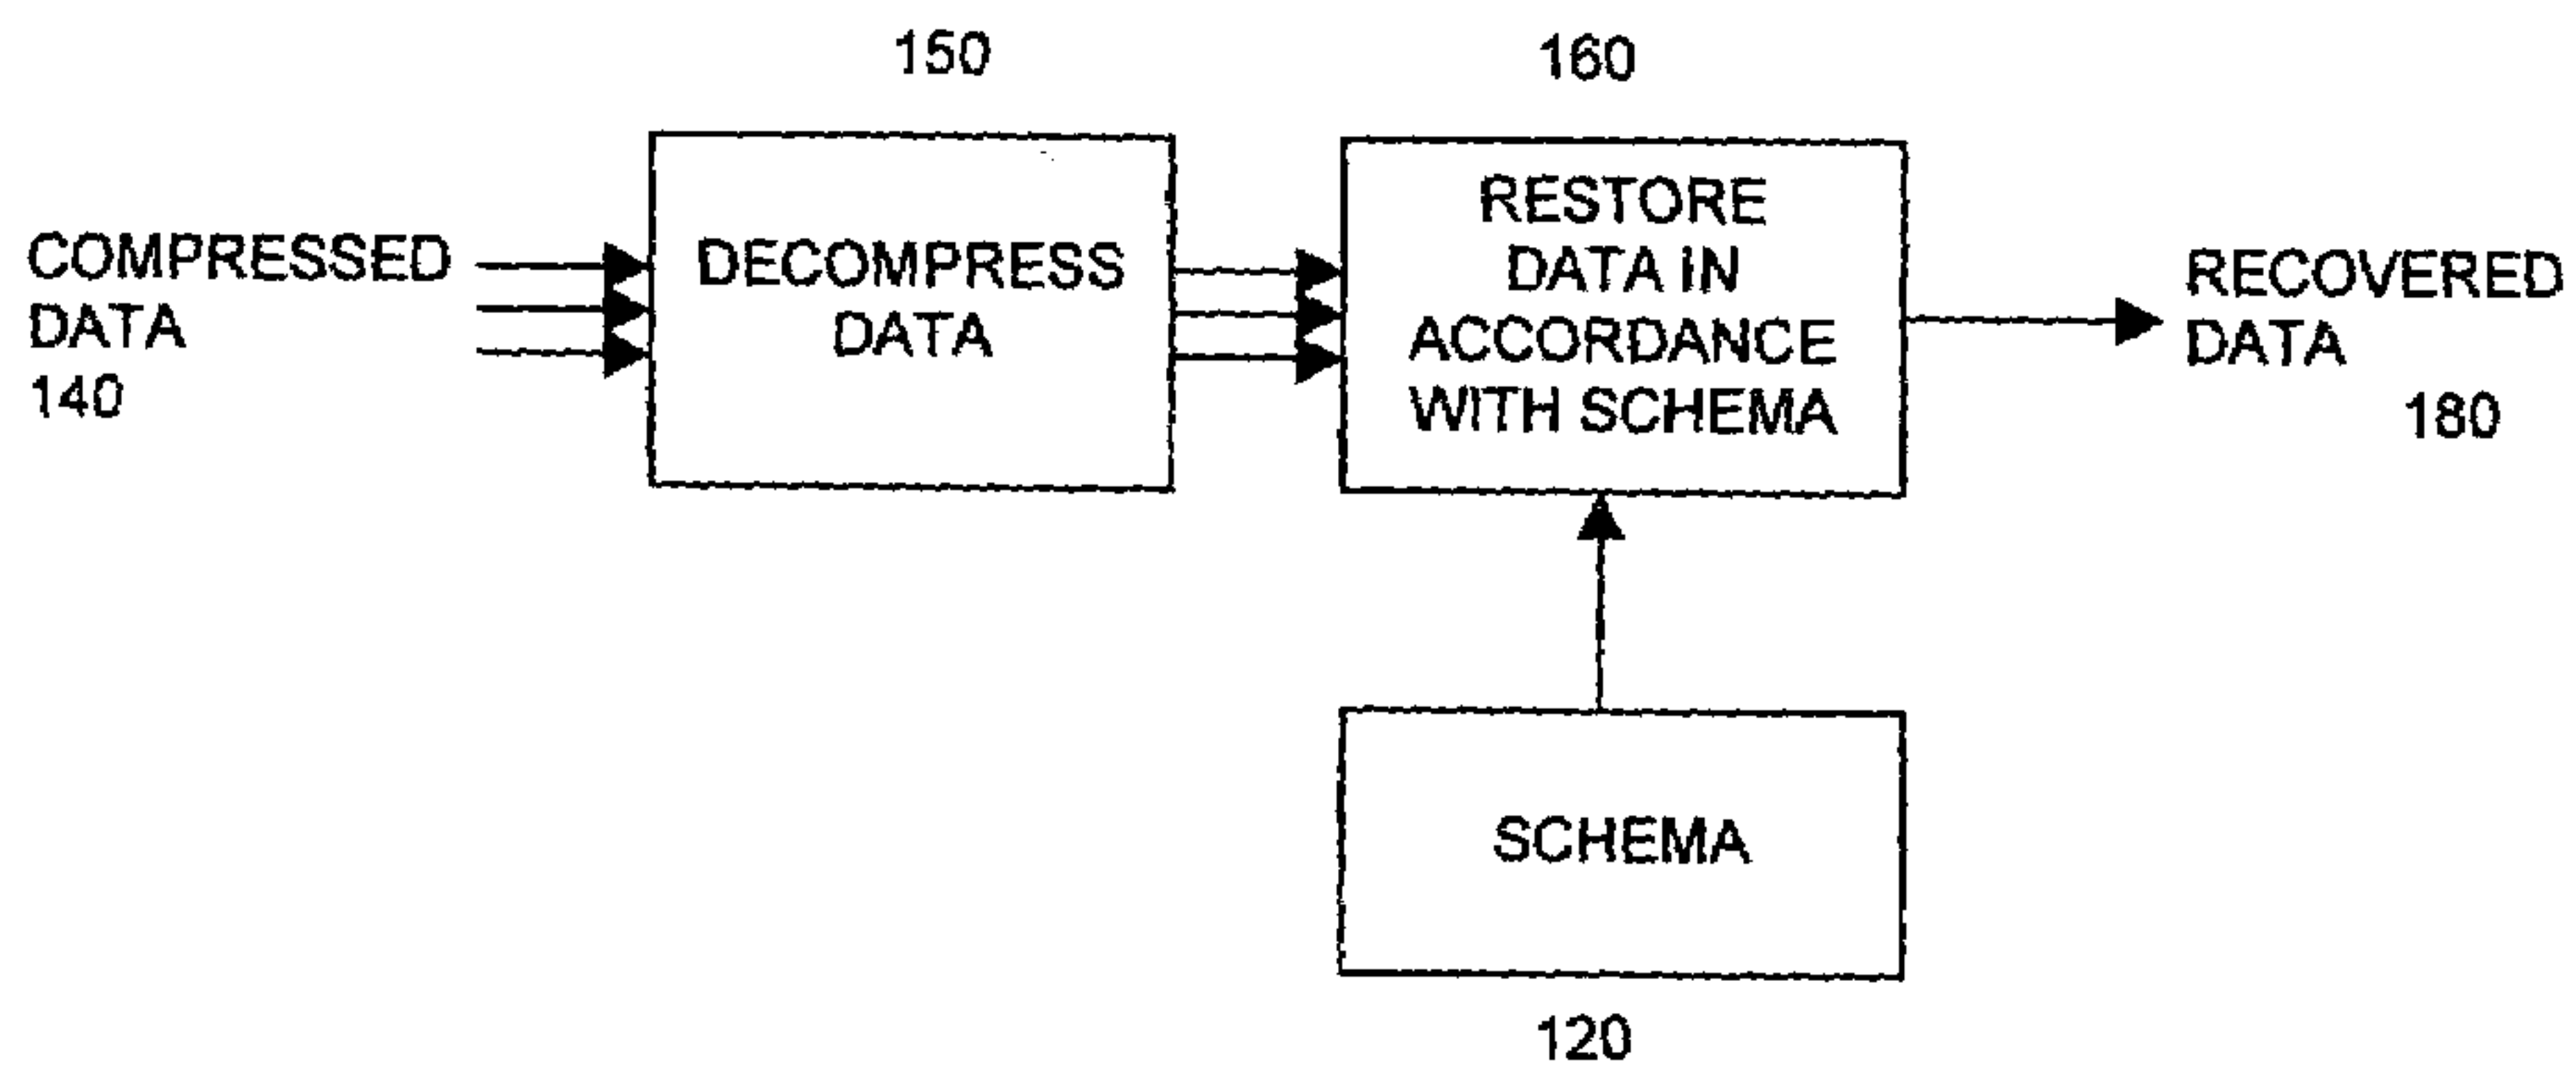 150
160
COMPRESSED
DATA
140
DECOMPRESS
DATA
RESTORE
DATA IN
ACCORDANCE
WITH SCHEMA
RECOVERED
DATA
180
SCHEMA
120